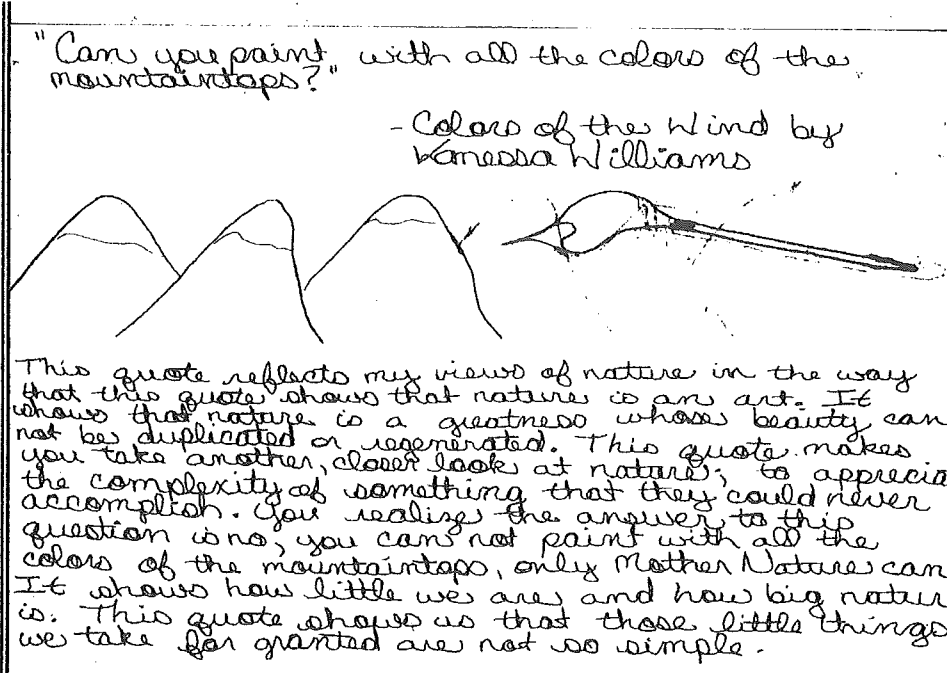 "Can you paint with all the colors of the
mountaintops?"
- Colors of the Wind by
Vanessa Williams
This quote reflects my views of nature in the way
that this quote shows that nature is an art. It
shows that nature is a greatness whose beauty can
not be duplicated or regenerated. This quote makes
you take another, closer look at nature; to apprecia
the complexity of something that they could never
accomplish. You realize the answer to this
question is no; you can not paint with all the
colors of the mountaintops, only Mother Nature can
It shows how little we are and how big natur
is. This quote shows us that those little things
we take for granted are not so simple.